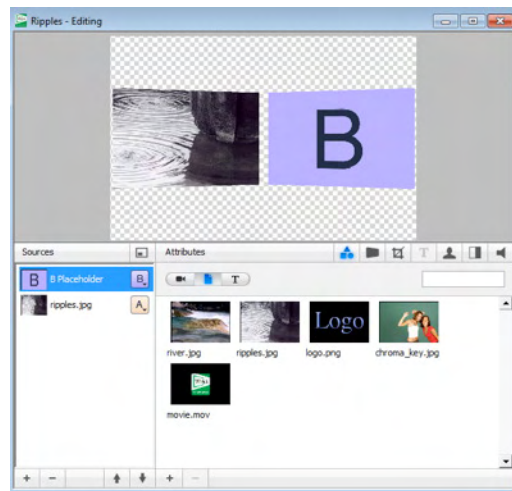 Ripples - Editing
B
Sources
Attributes
T
B B Placeholder B
T
ripples.jpg A
Logo
river.jpg
ripples.jpg
logo.png
chroma_key.jpg
movie.mov